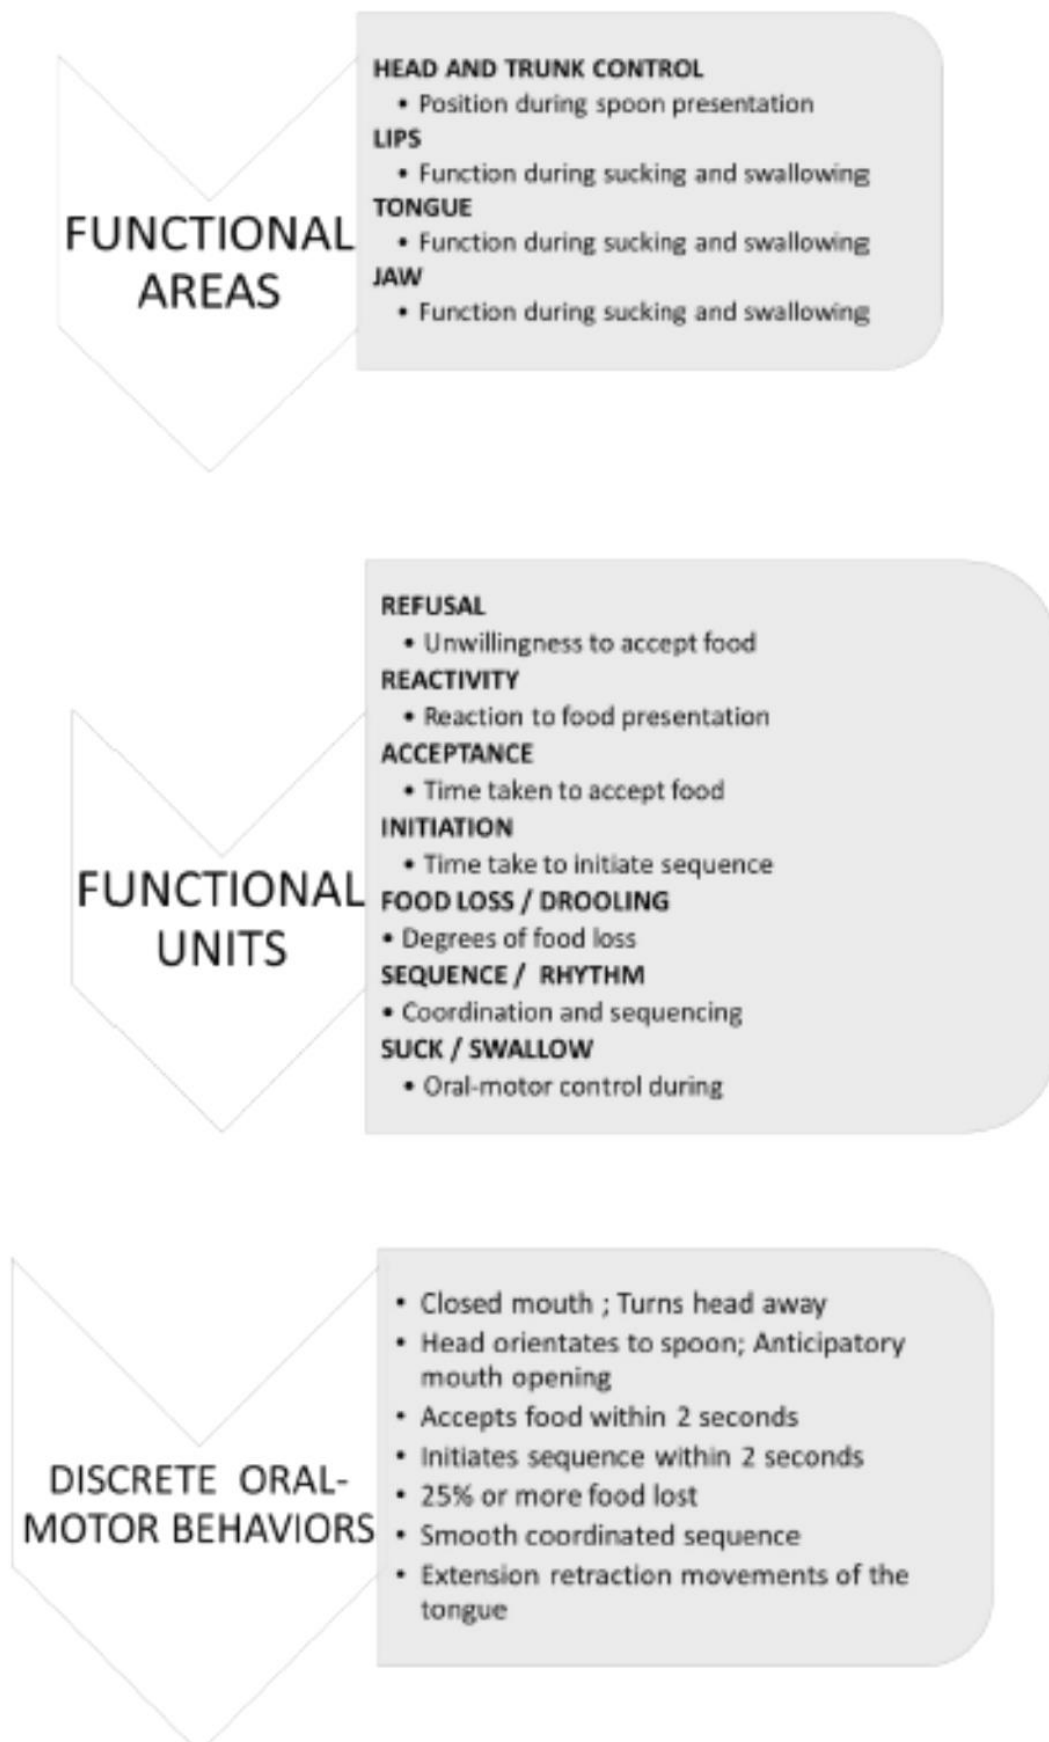 FUNCTIONAL
AREAS
HEAD AND TRUNK CONTROL
• Position during spoon presentation
LIPS
• Function during sucking and swallowing
TONGUE
• Function during sucking and swallowing
JAW
• Function during sucking and swallowing
FUNCTIONAL
UNITS
REFUSAL
• Unwillingness to accept food
REACTIVITY
• Reaction to food presentation
ACCEPTANCE
• Time taken to accept food
INITIATION
• Time take to initiate sequence
FOOD LOSS / DROOLING
• Degrees of food loss
SEQUENCE / RHYTHM
• Coordination and sequencing
SUCK / SWALLOW
• Oral-motor control during
DISCRETE ORAL-
MOTOR BEHAVIORS
• Closed mouth ; Turns head away
• Head orientates to spoon; Anticipatory
mouth opening
• Accepts food within 2 seconds
• Initiates sequence within 2 seconds
• 25% or more food lost
• Smooth coordinated sequence
• Extension retraction movements of the
tongue